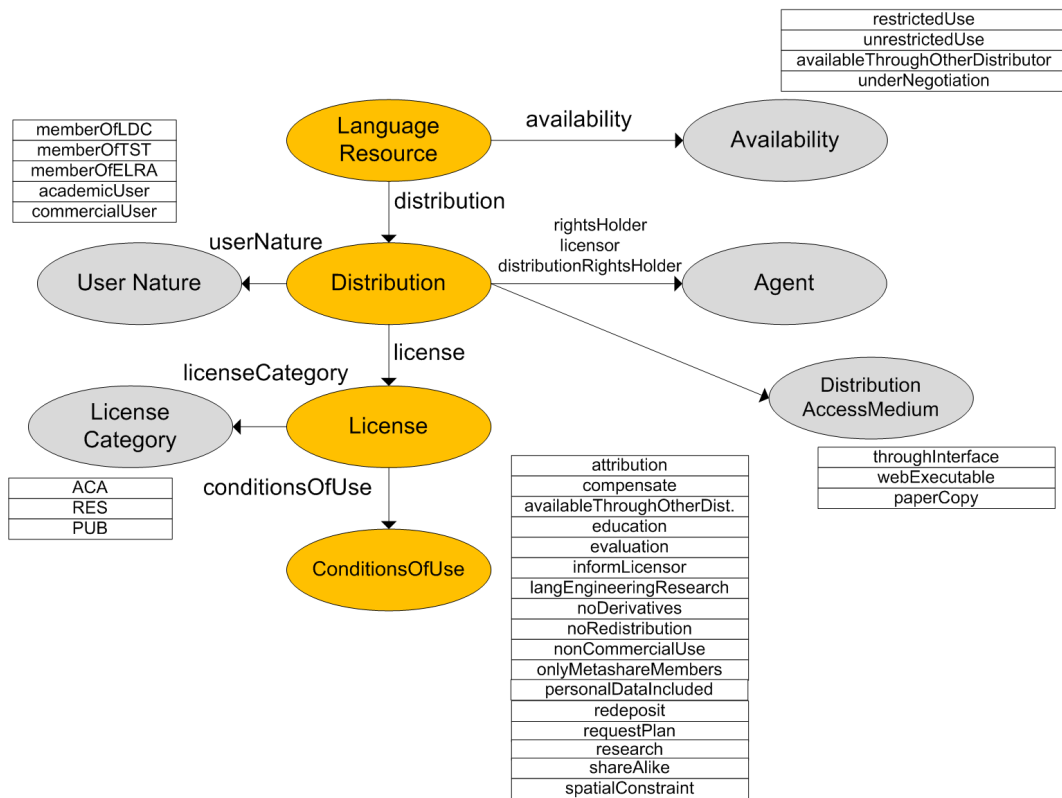 restrictedUse
unrestrictedUse
availableThroughOtherDistributor
underNegotiation
memberOfLDC
memberOfTST
memberOfELRA
academicUser
commercialUser
Language
Resource
availability
Availability
distribution
userNature
User Nature
Distribution
rightsHolder
licensor
distributionRightsHolder
Agent
license
licenseCategory
License
Category
License
Distribution
AccessMedium
throughInterface
webExecutable
paperCopy
ACA
RES
PUB
conditionsOfUse
ConditionsOfUse
attribution
compensate
availableThroughOtherDist.
education
evaluation
informLicensor
langEngineeringResearch
noDerivatives
noRedistribution
nonCommercialUse
onlyMetashareMembers
personalDataIncluded
redeposit
requestPlan
research
shareAlike
spatialConstraint